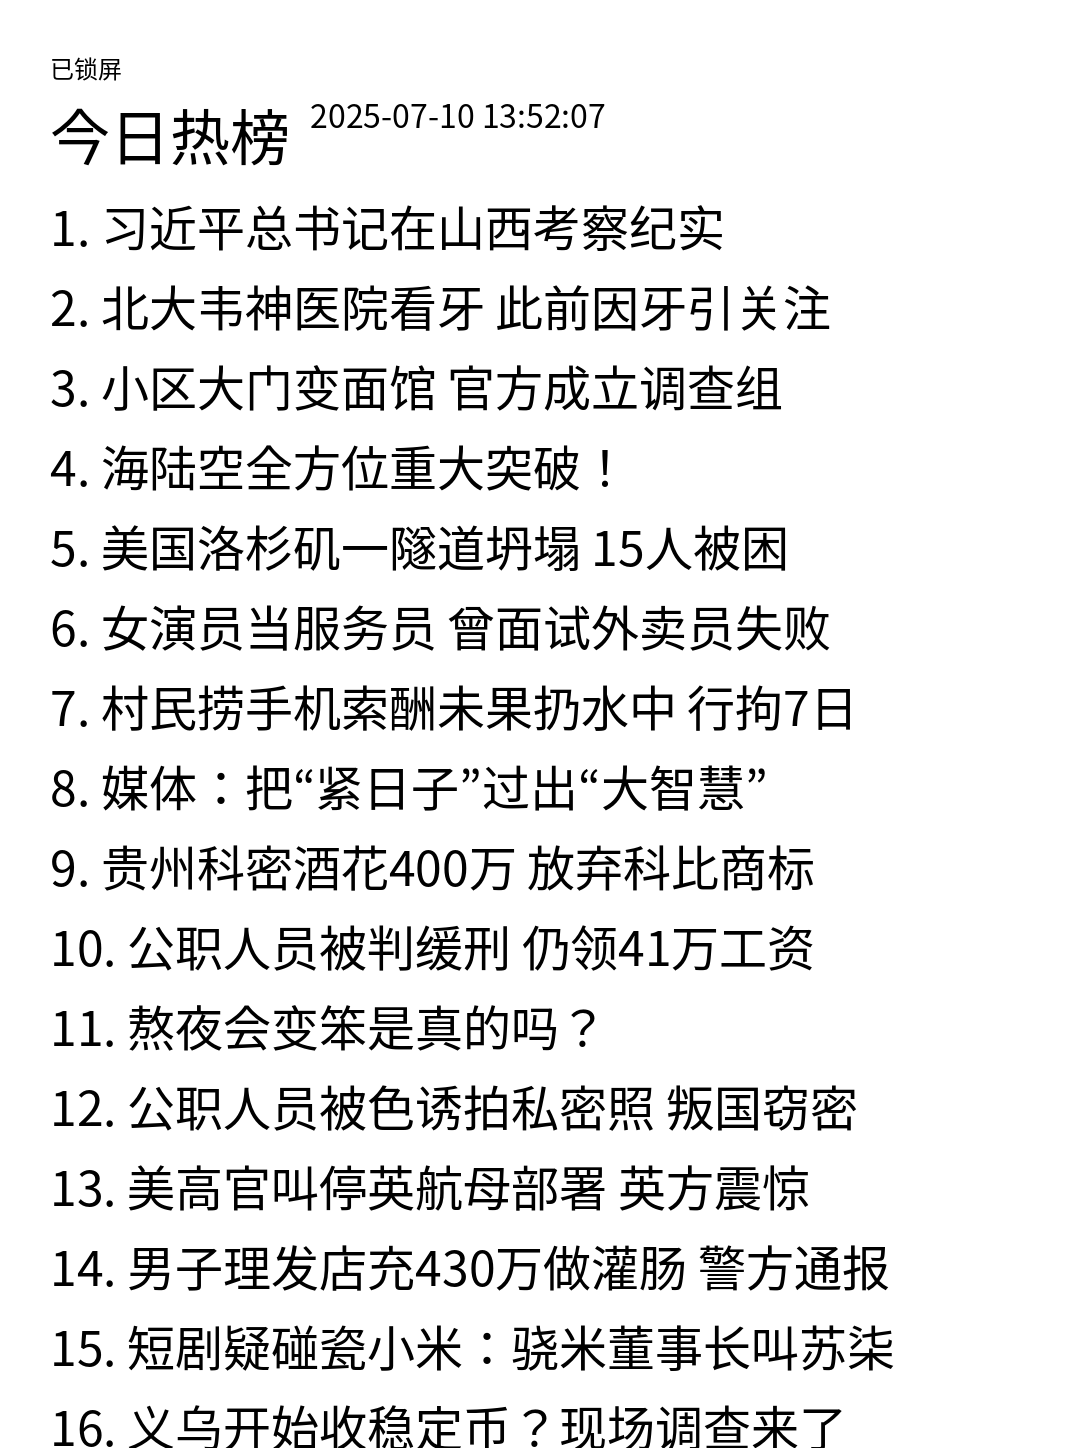 已锁屏
今日热榜 2025-07-10 13:52:07
1. 习近平总书记在山西考察纪实
2. 北大韦神医院看牙 此前因牙引关注
3. 小区大门变面馆 官方成立调查组
4. 海陆空全方位重大突破！
5. 美国洛杉矶一隧道坍塌 15人被困
6. 女演员当服务员 曾面试外卖员失败
7. 村民捞手机索酬未果扔水中 行拘7日
8. 媒体：把“紧日子”过出“大智慧”
9. 贵州科密酒花400万 放弃科比商标
10. 公职人员被判缓刑 仍领41万工资
11. 熬夜会变笨是真的吗？
12. 公职人员被色诱拍私密照 叛国窃密
13. 美高官叫停英航母部署 英方震惊
14. 男子理发店充430万做灌肠 警方通报
15. 短剧疑碰瓷小米：骁米董事长叫苏柒
16. 义乌开始收稳定币？现场调查来了